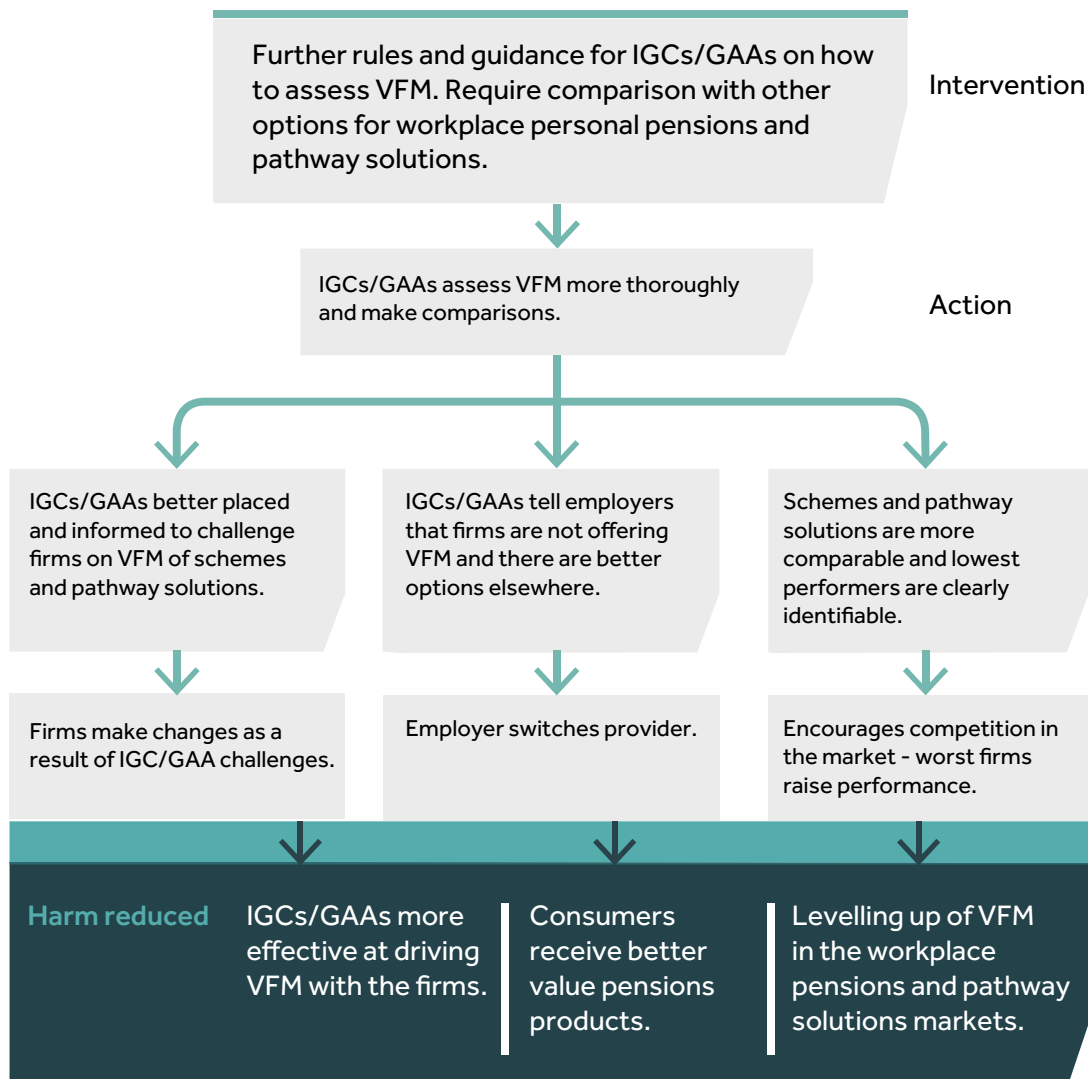 Further rules and guidance for IGCs/GAAs on how
to assess VFM. Require comparison with other
options for workplace personal pensions and
pathway solutions.
Intervention
IGCs/GAAs assess VFM more thoroughly
and make comparisons.
Action
IGCs/GAAs better placed
and informed to challenge
firms on VFM of schemes
and pathway solutions.
IGCs/GAAs tell employers
that firms are not offering
VFM and there are better
options elsewhere.
Schemes and pathway
solutions are more
comparable and lowest
performers are clearly
identifiable.
Firms make changes as a
result of IGC/GAA challenges.
Employer switches provider.
Encourages competition in
the market - worst firms
raise performance.
Harm reduced
IGCs/GAAs more
effective at driving
VFM with the firms.
Consumers
receive better
value pensions
products.
Levelling up of VFM
in the workplace
pensions and pathway
solutions markets.